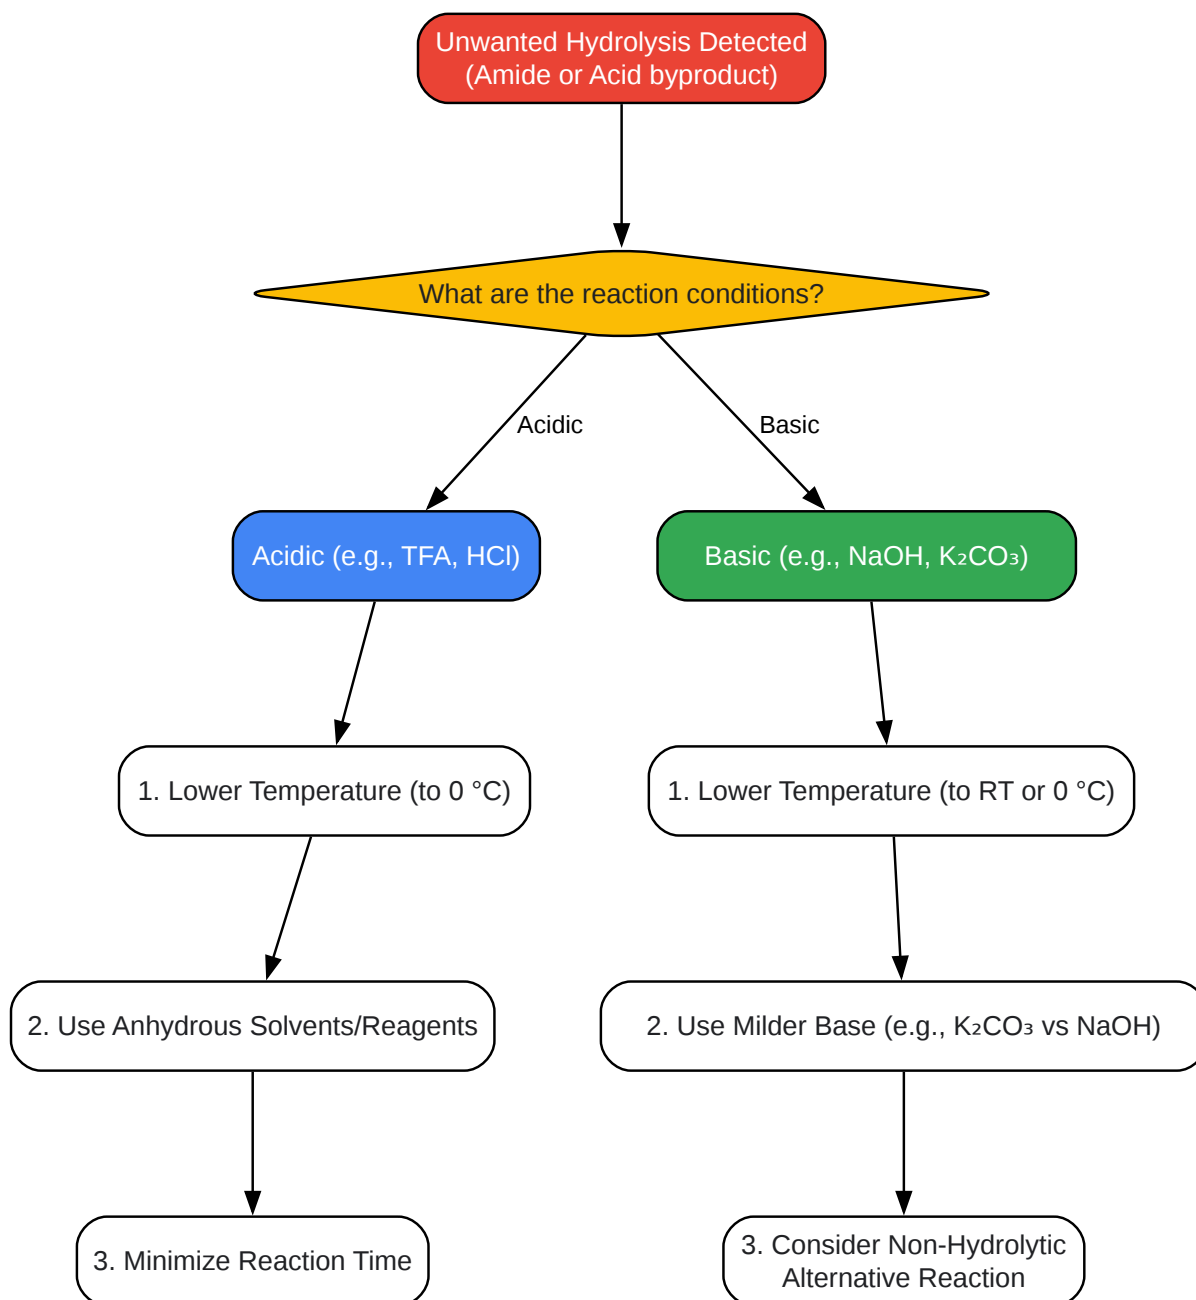 Unwanted Hydrolysis Detected
(Amide or Acid byproduct)
What are the reaction conditions?
Acidic
Basic
Acidic (e.g., TFA, HCl)
Basic (e.g., NaOH, K₂CO₃)
1. Lower Temperature (to 0 °C)
1. Lower Temperature (to RT or 0 °C)
2. Use Anhydrous Solvents/Reagents
2. Use Milder Base (e.g., K₂CO₃ vs NaOH)
3. Minimize Reaction Time
3. Consider Non-Hydrolytic
Alternative Reaction